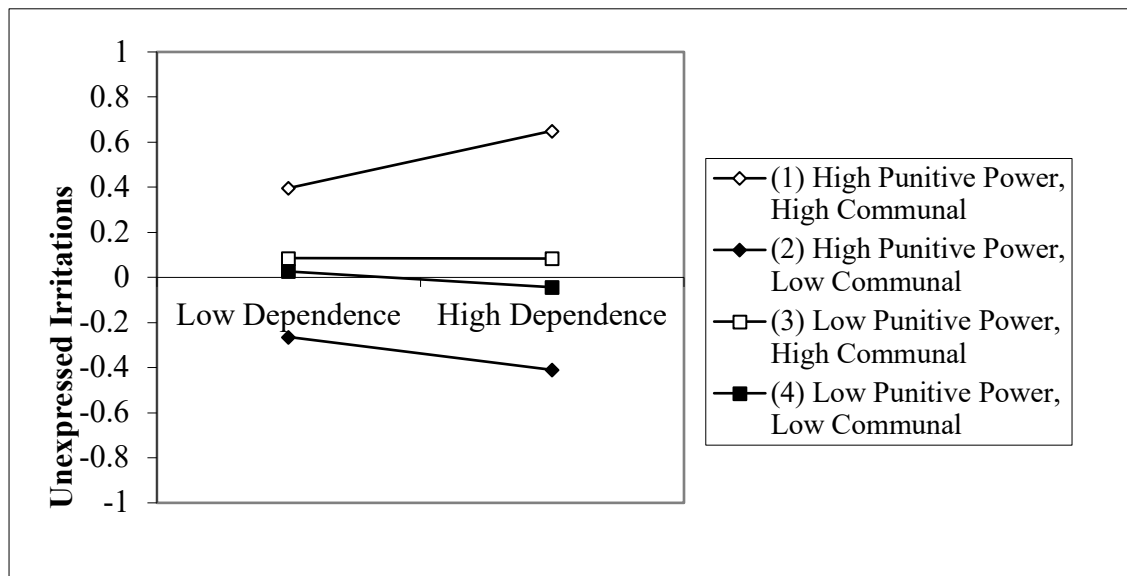 Unexpressed Irritations
1
0.8
0.6
0.4
0.2
0
-0.2
-0.4
-0.6
-0.8
-1
Low Dependence
High Dependence
(1) High Punitive Power,
High Communal
(2) High Punitive Power,
Low Communal
(3) Low Punitive Power,
High Communal
(4) Low Punitive Power,
Low Communal